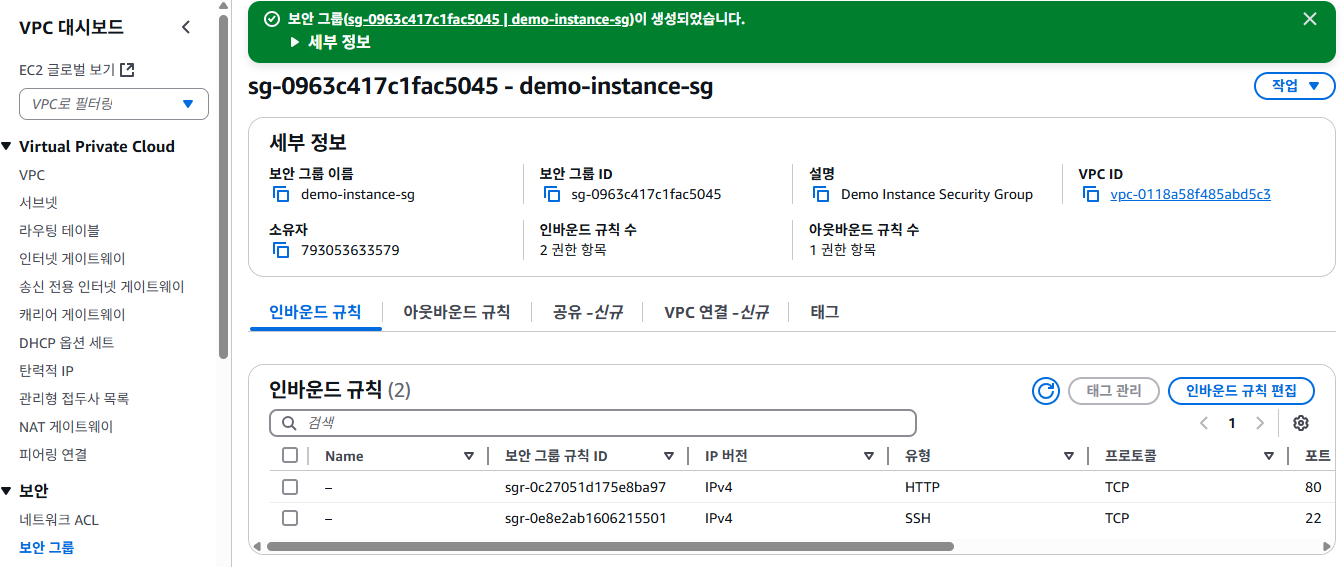 VPC 대시보드
EC2 글로벌 보기
VPC로 필터링
Virtual Private Cloud
VPC
서브넷
라우팅 테이블
인터넷 게이트웨이
송신 전용 인터넷 게이트웨이
캐리어 게이트웨이
DHCP 옵션 세트
탄력적 IP
관리형 접두사 목록
NAT 게이트웨이
피어링 연결
보안
네트워크 ACL
보안 그룹
보안 그룹(sg-0963c417c1fac5045 | demo-instance-sg)이 생성되었습니다.
세부 정보
sg-0963c417c1fac5045 - demo-instance-sg
작업
세부 정보
보안 그룹 이름
demo-instance-sg
보안 그룹 ID
sg-0963c417c1fac5045
설명
Demo Instance Security Group
VPC ID
vpc-0118a58f485abd5c3
소유자
793053633579
인바운드 규칙 수
2 권한 항목
아웃바운드 규칙 수
1 권한 항목
인바운드 규칙 아웃바운드 규칙 공유 -신규 VPC 연결 -신규 태그
인바운드 규칙 (2)
태그 관리
인바운드 규칙 편집
검색
1
Name 보안 그룹 규칙 ID IP 버전 유형 프로토콜 포트
– sgr-0c27051d175e8ba97 IPv4 HTTP TCP 80
– sgr-0e8e2ab1606215501 IPv4 SSH TCP 22